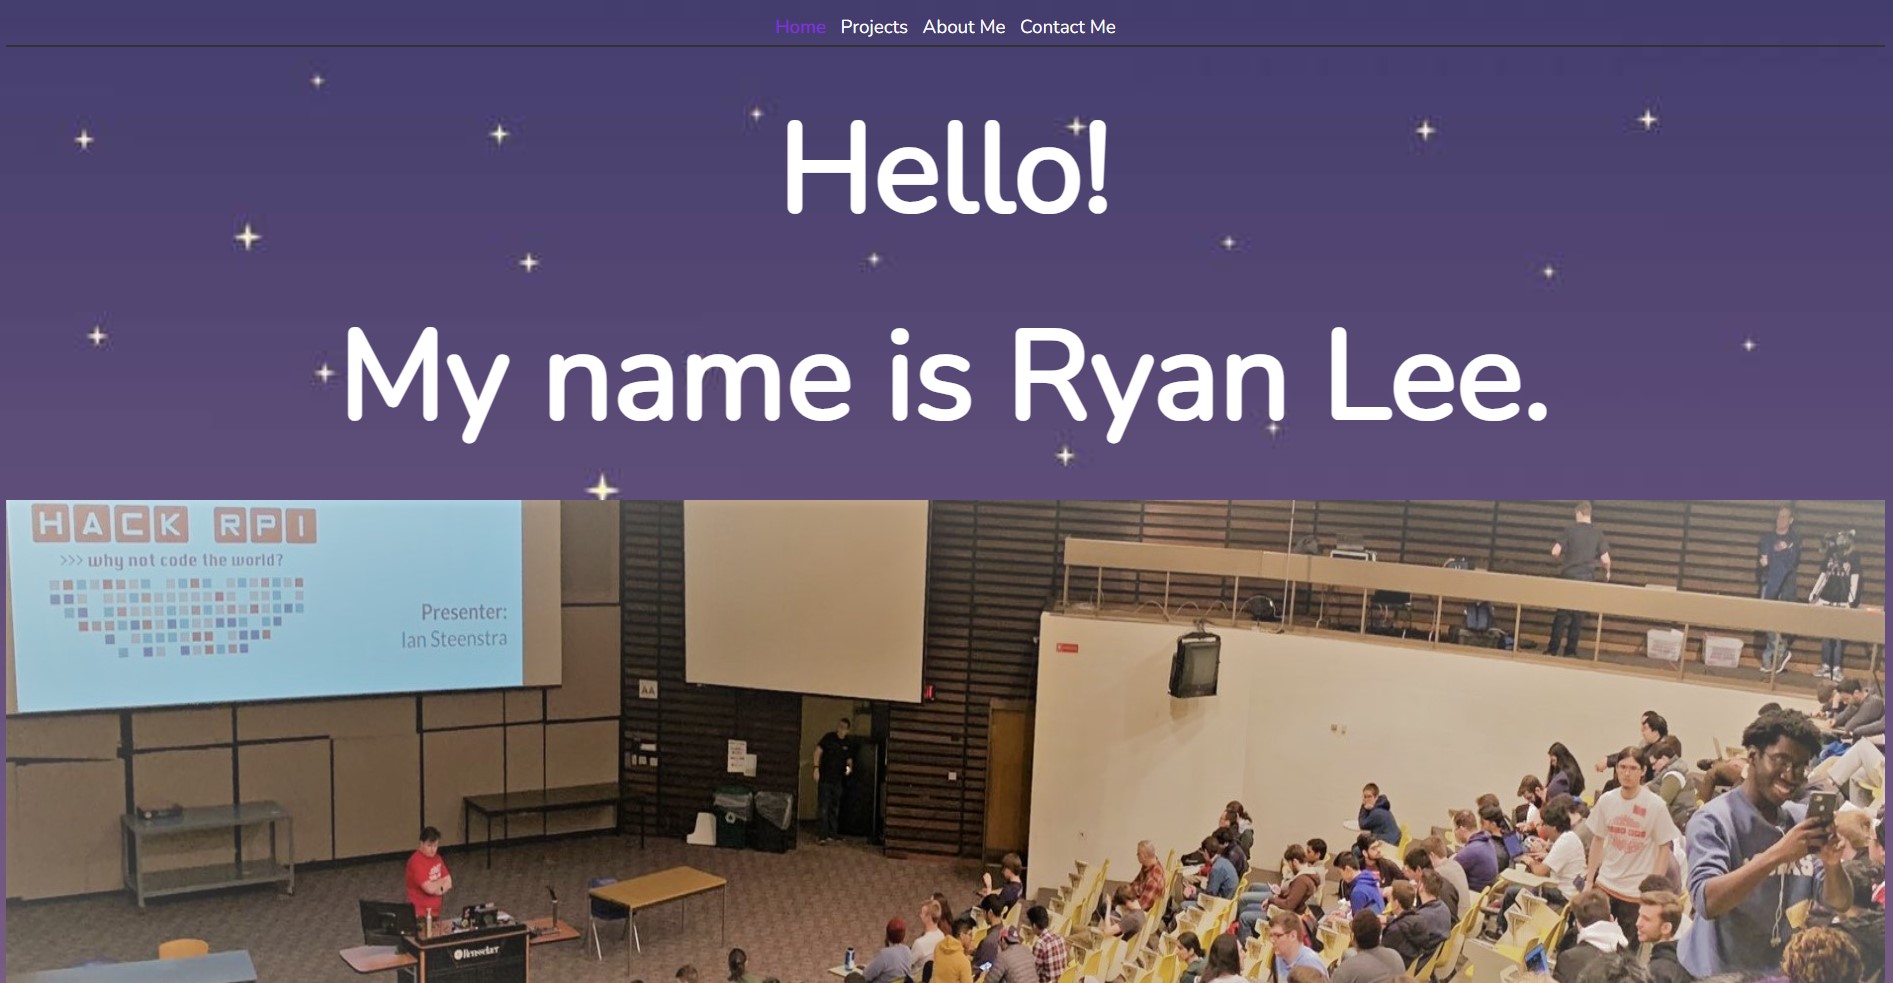 Home Projects About Me Contact Me
Hello!
My name is Ryan Lee.
HACK RPI
>>> why not code the world?
Presenter:
Ian Steenstra
Rensselaer